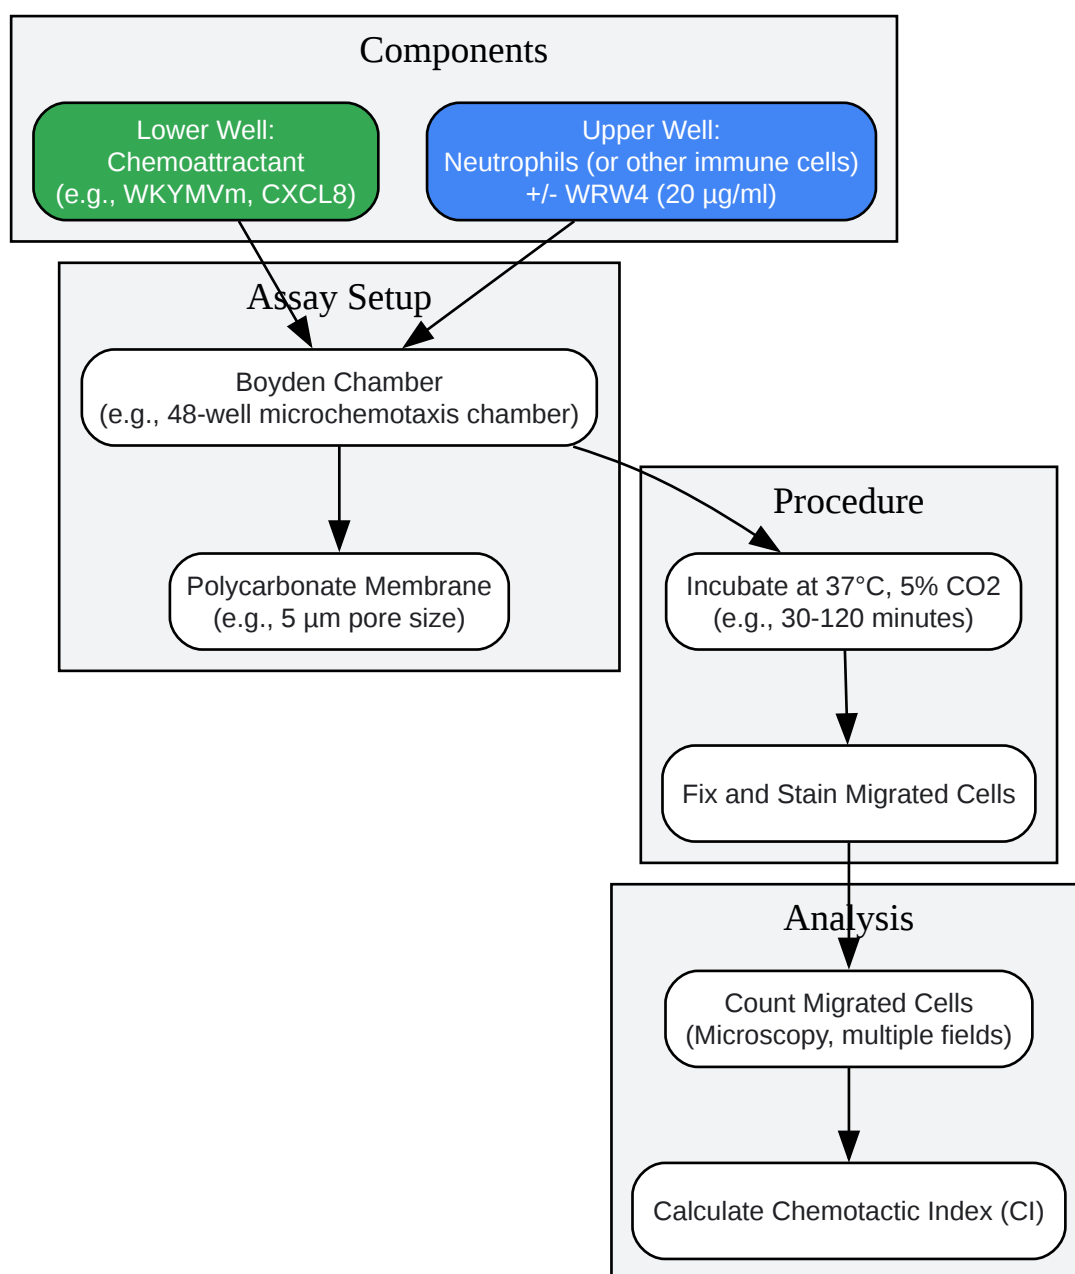 Components
Lower Well:
Chemoattractant
(e.g., WKYMVm, CXCL8)
Upper Well:
Neutrophils (or other immune cells)
+/- WRW4 (20 µg/ml)
Assay Setup
Boyden Chamber
(e.g., 48-well microchemotaxis chamber)
Polycarbonate Membrane
(e.g., 5 µm pore size)
Procedure
Incubate at 37°C, 5% CO2
(e.g., 30-120 minutes)
Fix and Stain Migrated Cells
Analysis
Count Migrated Cells
(Microscopy, multiple fields)
Calculate Chemotactic Index (CI)